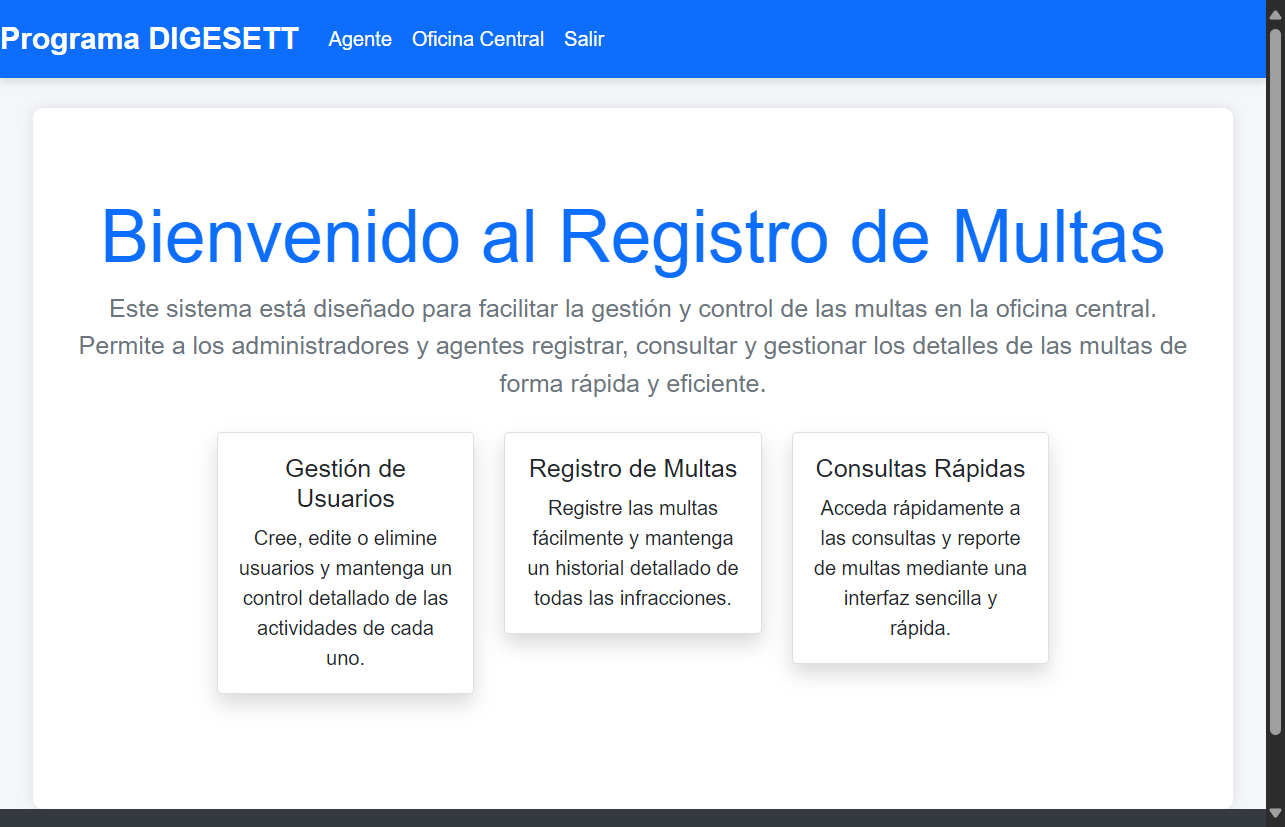 Programa DIGESETT Agente Oficina Central Salir
Bienvenido al Registro de Multas
Este sistema está diseñado para facilitar la gestión y control de las multas en la oficina central.
Permite a los administradores y agentes registrar, consultar y gestionar los detalles de las multas de
forma rápida y eficiente.
Gestión de
Usuarios
Cree, edite o elimine
usuarios y mantenga un
control detallado de las
actividades de cada
uno.
Registro de Multas
Registre las multas
fácilmente y mantenga
un historial detallado de
todas las infracciones.
Consultas Rápidas
Acceda rápidamente a
las consultas y reporte
de multas mediante una
interfaz sencilla y
rápida.